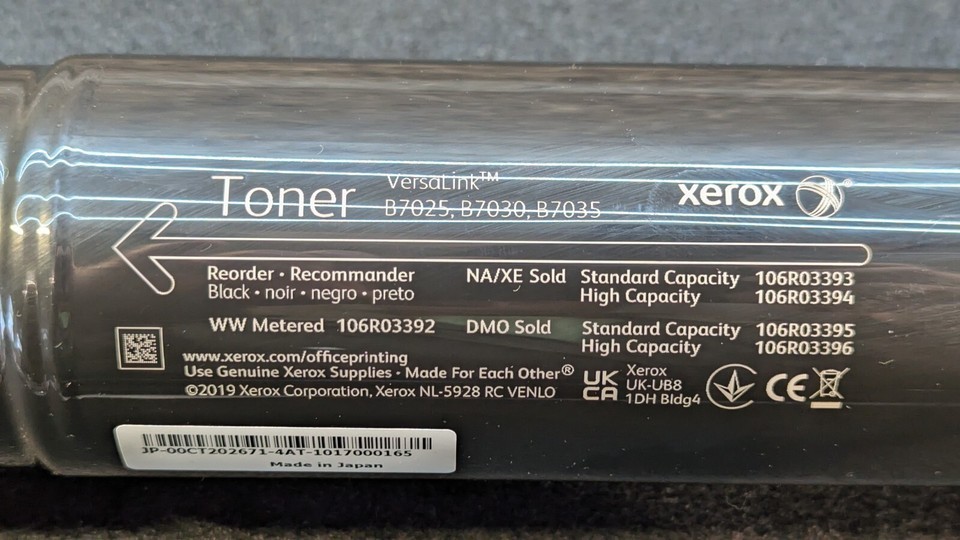 Toner VersaLink™ xerox
B7025, B7030, B7035
Reorder • Recommander NA/XE Sold Standard Capacity 106R03393
Black • noir • negro • preto High Capacity 106R03394
WW Metered 106R03392 DMO Sold Standard Capacity 106R03395
High Capacity 106R03396
www.xerox.com/officeprinting
Use Genuine Xerox Supplies • Made For Each Other®
©2019 Xerox Corporation, Xerox NL-5928 RC VENLO
UK
CA
Xerox
UK-UB8
1DH Bldg4
CE
JP-00CT202671-4AT-1017000165
Made in Japan